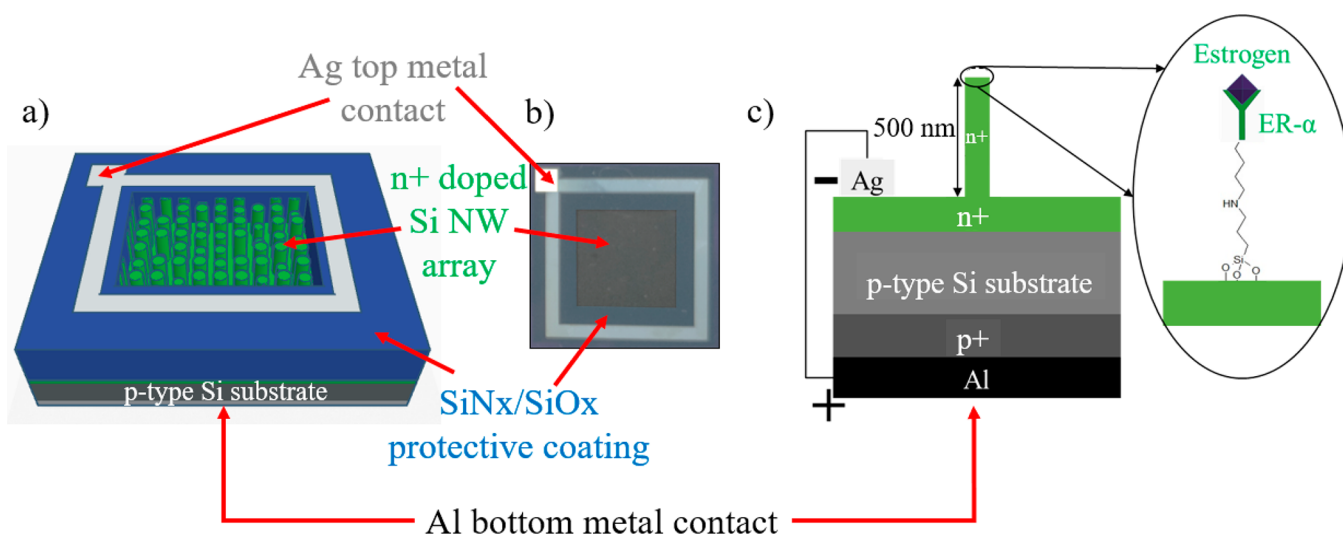 Ag top metal
contact
a)
b)
c)
n+ doped
Si NW
array
SiNx/SiOx
protective coating
p-type Si substrate
Al bottom metal contact
500 nm
n+
−
Ag
n+
p-type Si substrate
p+
Al
+
Estrogen
ER-α
HN
Si
O
O
O